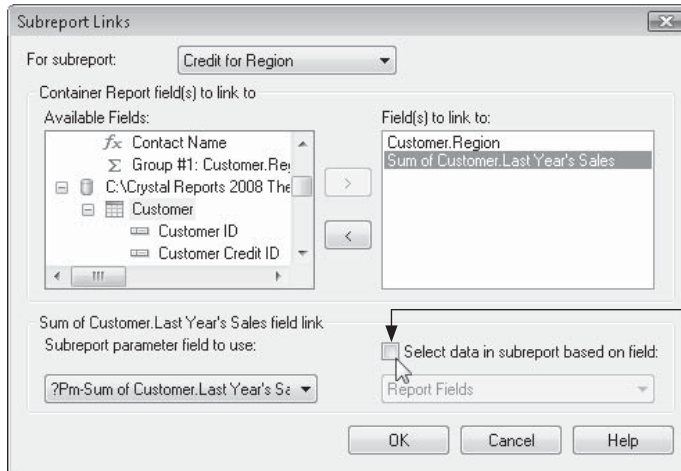 Subreport Links
For subreport: Credit for Region
Container Report field(s) to link to
Available Fields:
Contact Name
Group #1: Customer.Re
C:\Crystal Reports 2008 The
Customer
Customer ID
Customer Credit ID
>
<
Field(s) to link to:
Customer.Region
Sum of Customer.Last Year's Sales
Sum of Customer.Last Year's Sales field link
Subreport parameter field to use:
?Pm-Sum of Customer.Last Year's Sa
Select data in subreport based on field:
Report Fields
OK
Cancel
Help